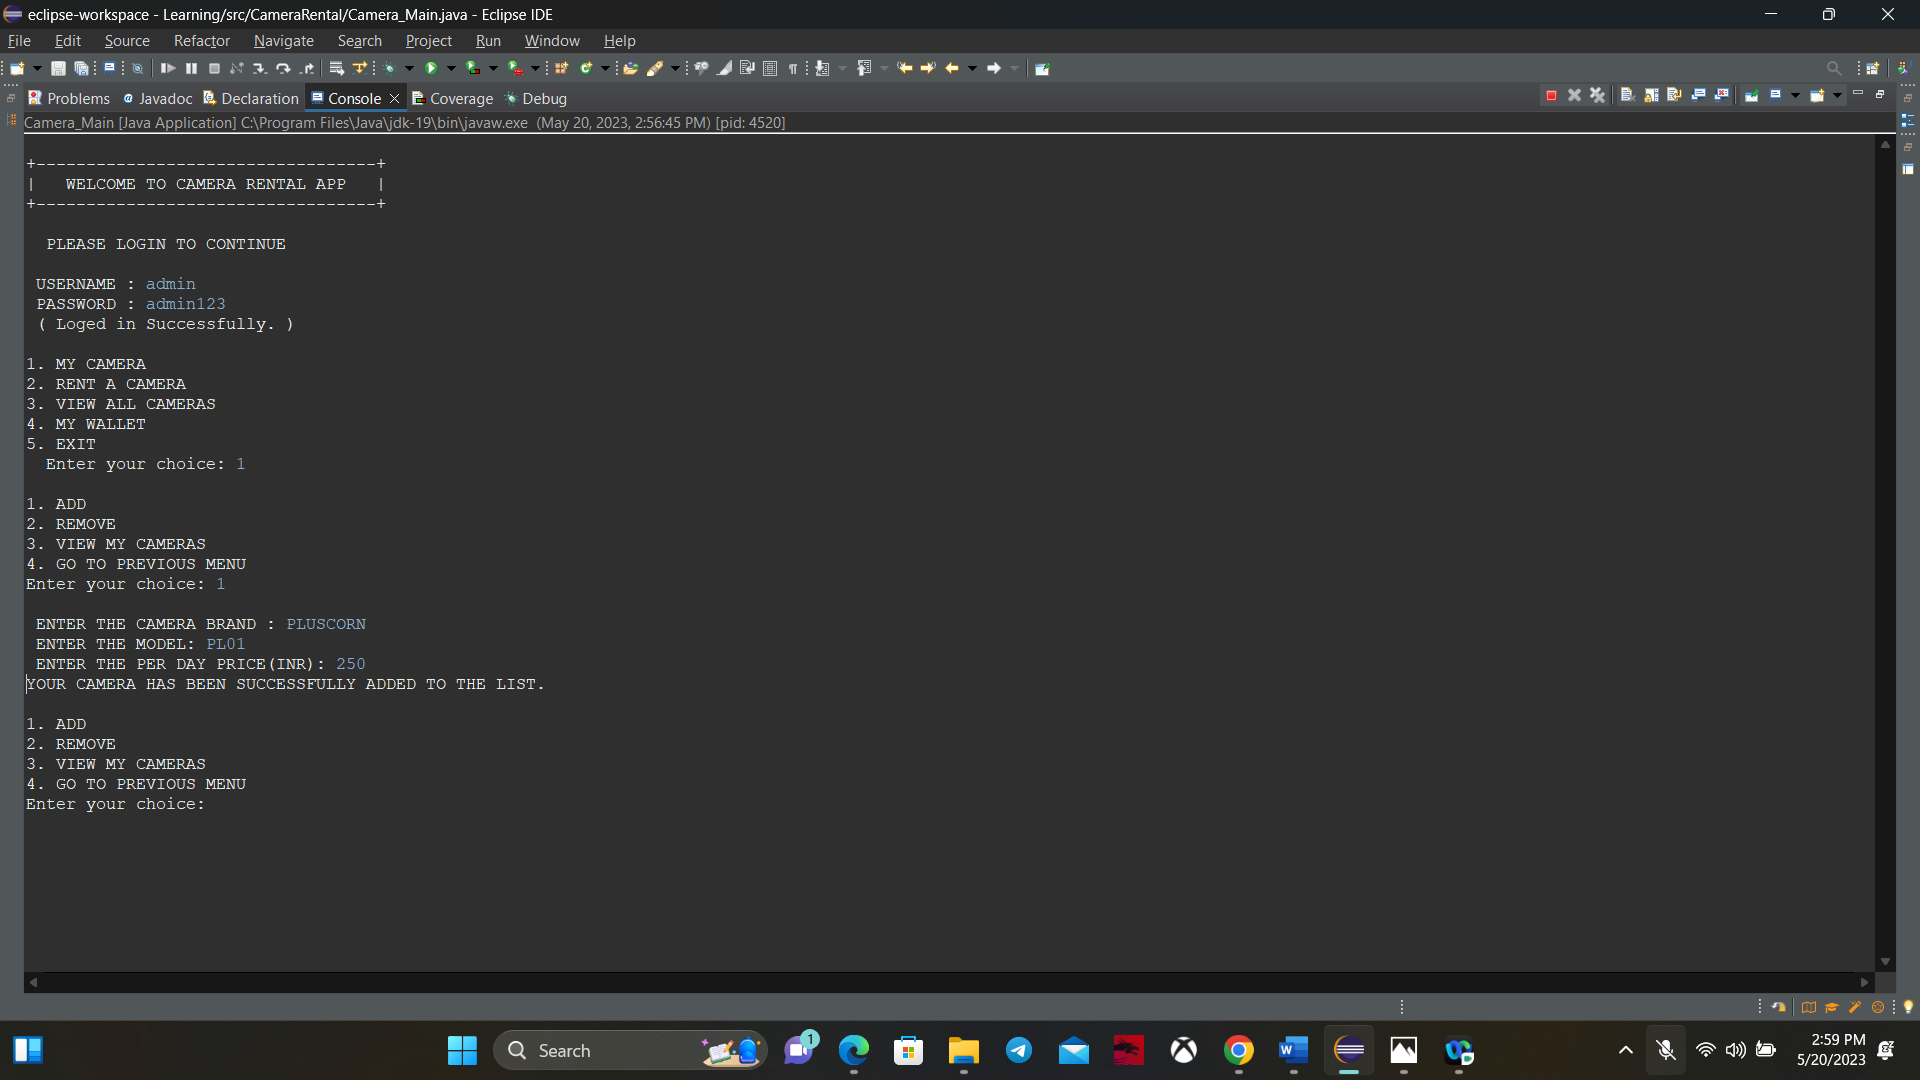 eclipse-workspace - Learning/src/CameraRental/Camera_Main.java - Eclipse IDE
File Edit Source Refactor Navigate Search Project Run Window Help
Problems Javadoc Declaration Console Coverage Debug
Camera_Main [Java Application] C:\Program Files\Java\jdk-19\bin\javaw.exe (May 20, 2023, 2:56:45 PM) [pid: 4520]
+----------------------------------+
| WELCOME TO CAMERA RENTAL APP |
+----------------------------------+
PLEASE LOGIN TO CONTINUE
USERNAME : admin
PASSWORD : admin123
( Loged in Successfully. )
1. MY CAMERA
2. RENT A CAMERA
3. VIEW ALL CAMERAS
4. MY WALLET
5. EXIT
Enter your choice: 1
1. ADD
2. REMOVE
3. VIEW MY CAMERAS
4. GO TO PREVIOUS MENU
Enter your choice: 1
ENTER THE CAMERA BRAND : PLUSCORN
ENTER THE MODEL: PL01
ENTER THE PER DAY PRICE(INR): 250
YOUR CAMERA HAS BEEN SUCCESSFULLY ADDED TO THE LIST.
1. ADD
2. REMOVE
3. VIEW MY CAMERAS
4. GO TO PREVIOUS MENU
Enter your choice:
Search
1
2:59 PM
5/20/2023